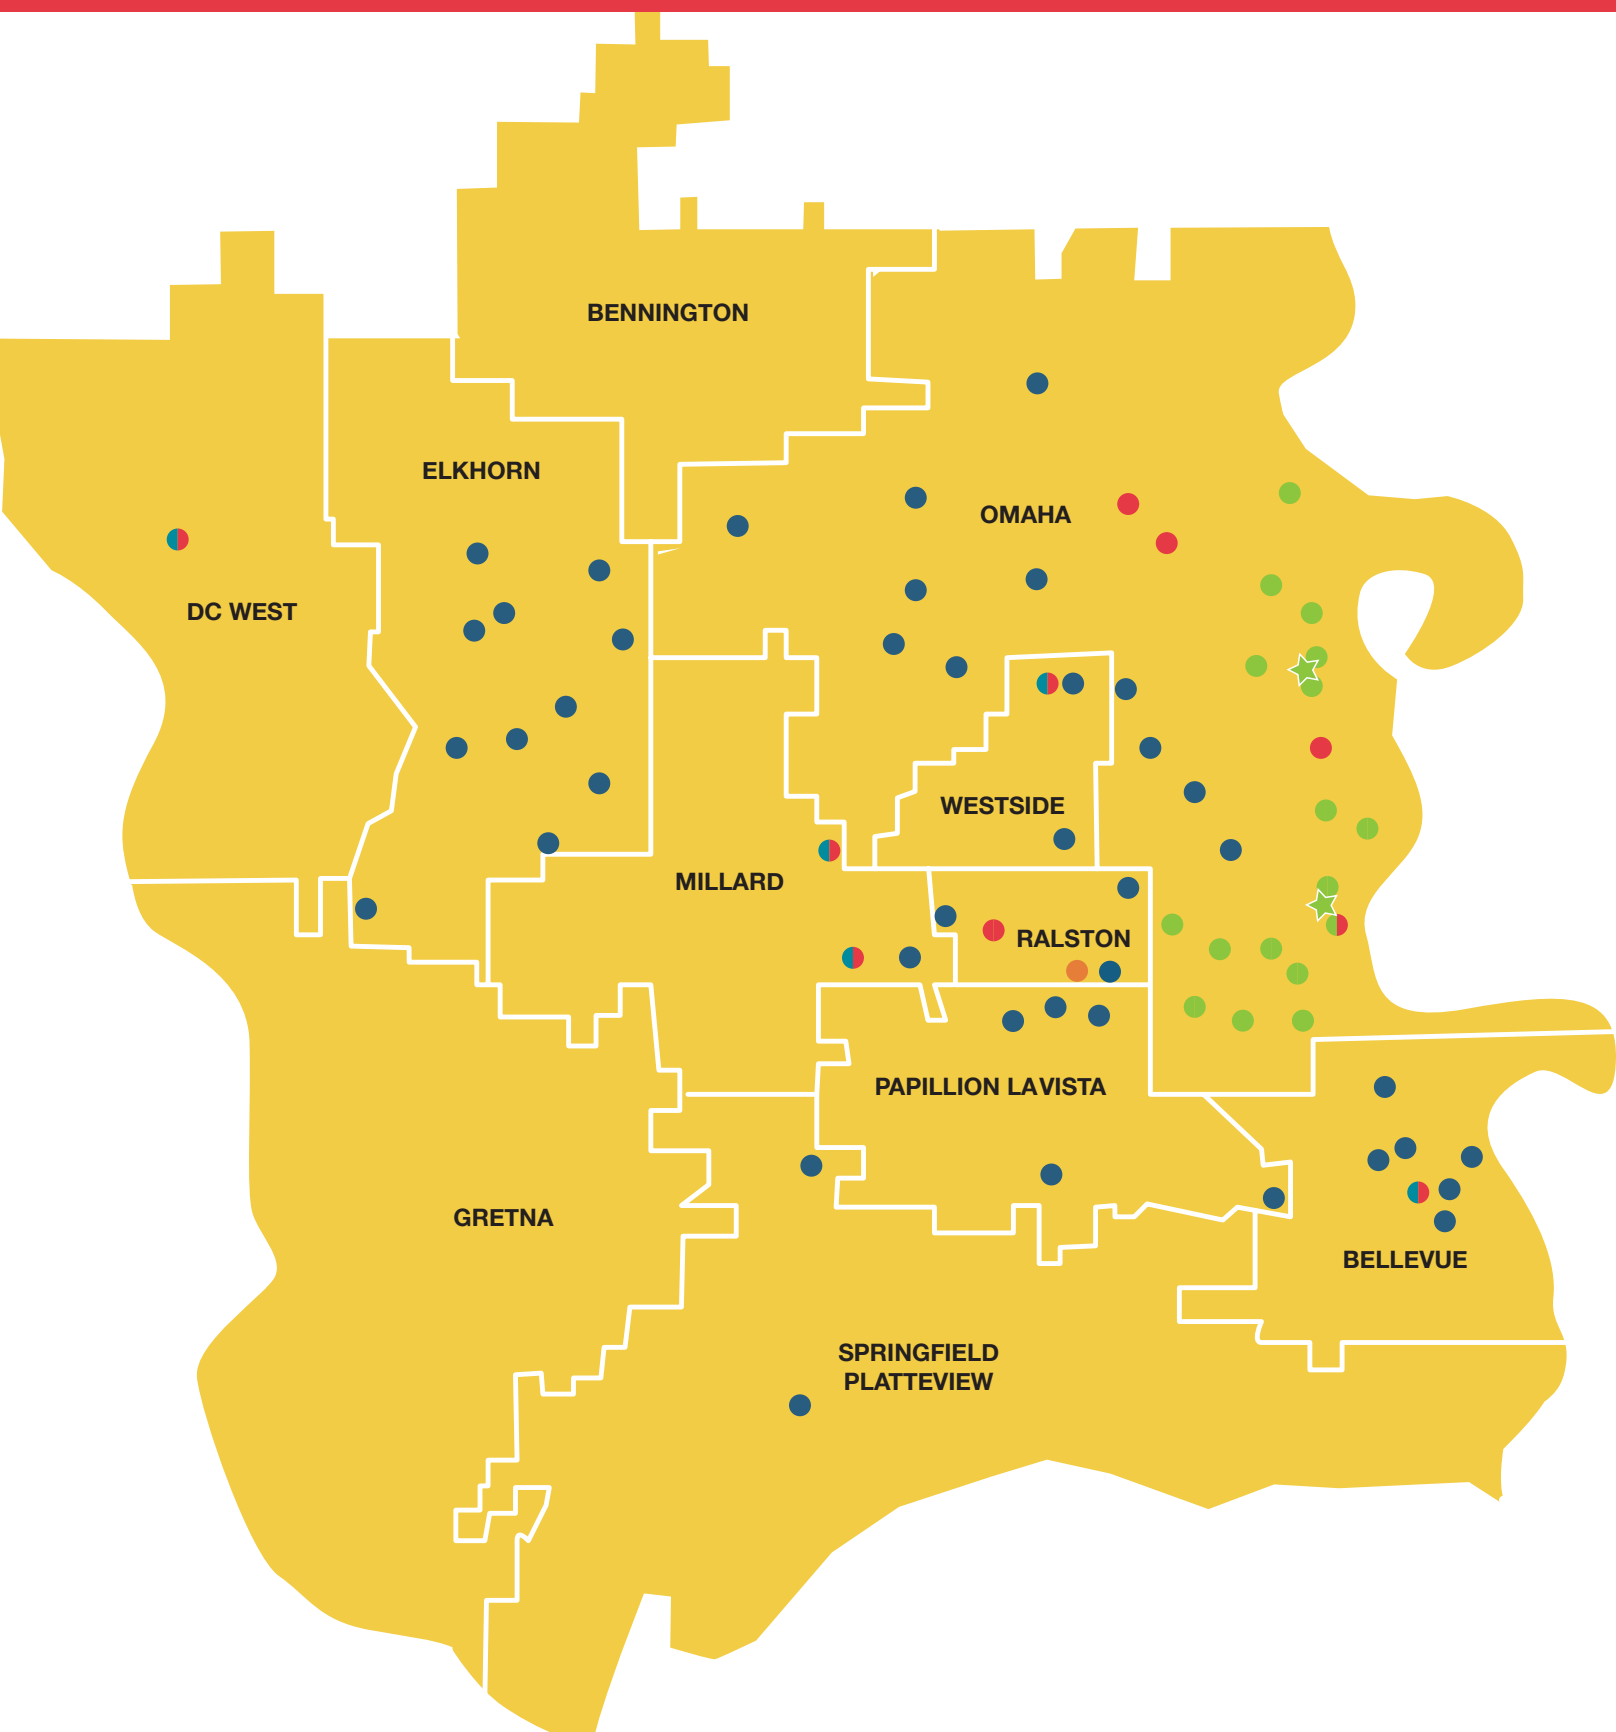 BENNINGTON
ELKHORN
OMAHA
DC WEST
WESTSIDE
MILLARD
RALSTON
PAPILLION LAVISTA
GRETNA
BELLEVUE
SPRINGFIELD
PLATTEVIEW